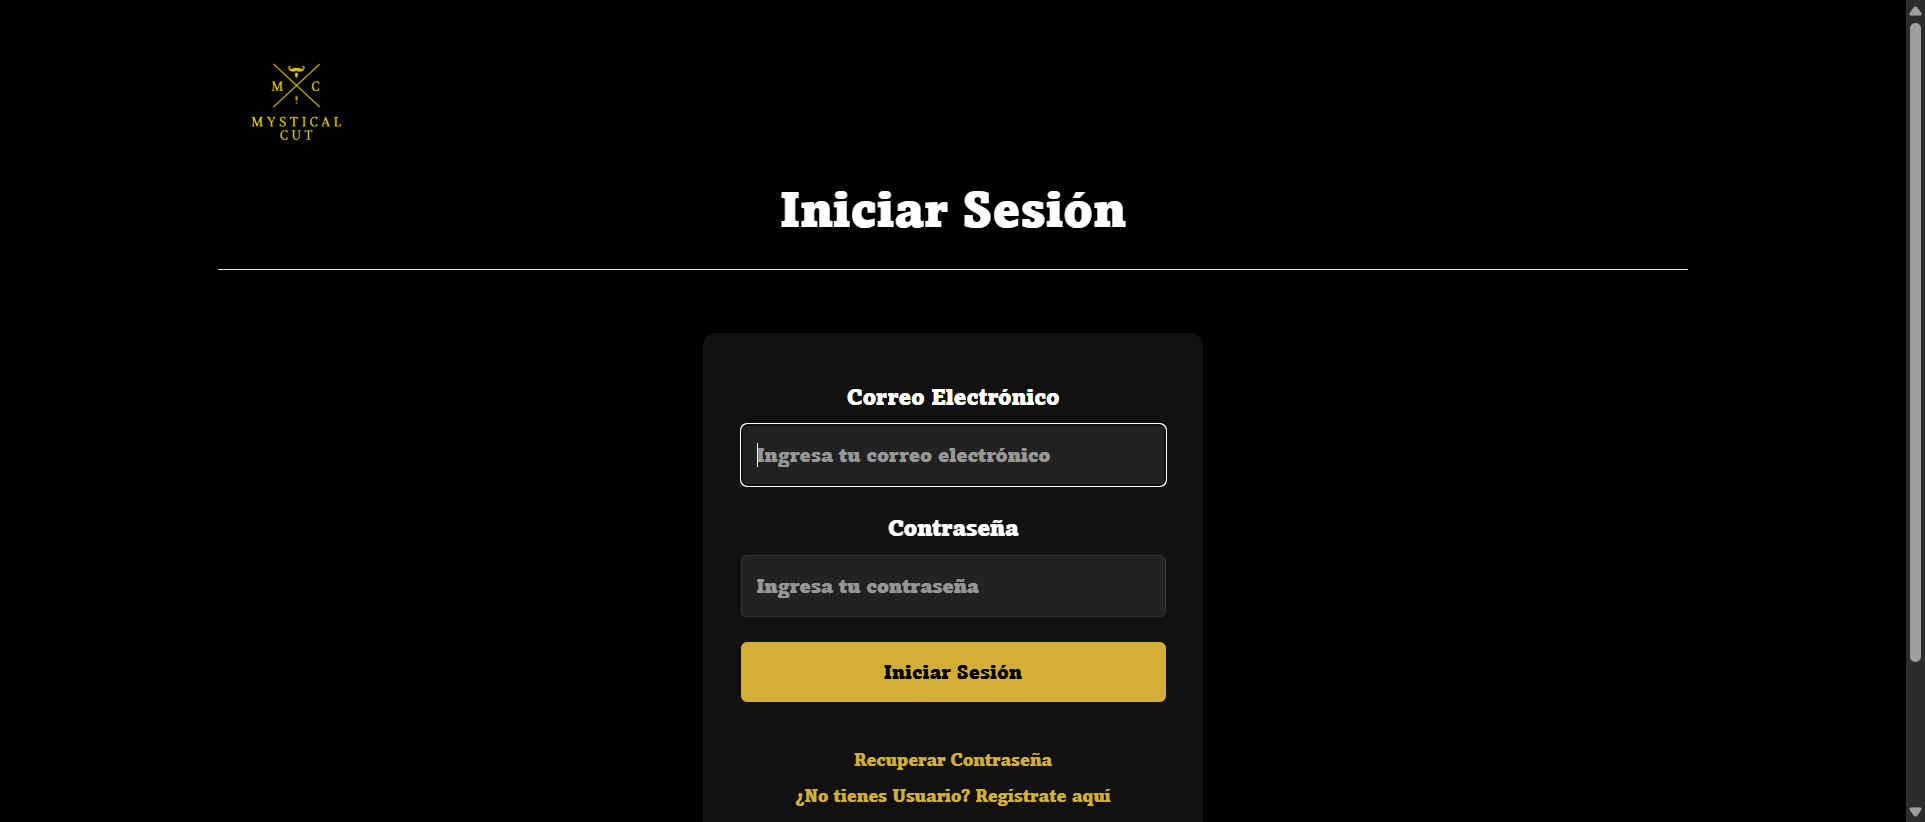 M C
MYSTICAL
CUT
Iniciar Sesión
Correo Electrónico
Ingresa tu correo electrónico
Contraseña
Ingresa tu contraseña
Iniciar Sesión
Recuperar Contraseña
¿No tienes Usuario? Regístrate aquí